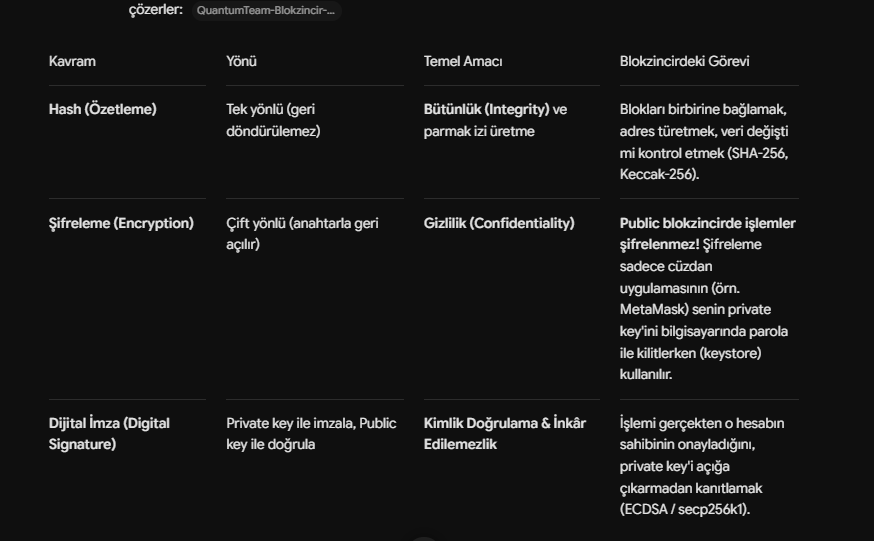 çözerler: QuantumTeam-Blokzincir-...
Kavram Yönü Temel Amacı Blokzincirdeki Görevi
Hash (Özetleme)
Tek yönlü (geri
döndürülemez)
Bütünlük (Integrity) ve
parmak izi üretme
Blokları birbirine bağlamak,
adres türetmek, veri değişti
mi kontrol etmek (SHA-256,
Keccak-256).
Şifreleme (Encryption)
Çift yönlü (anahtarla geri
açılır)
Gizlilik (Confidentiality)
Public blokzincirde işlemler
şifrelenmez! Şifreleme
sadece cüzdan
uygulamasının (örn.
MetaMask) senin private
key'ini bilgisayarında parola
ile kilitlerken (keystore)
kullanılır.
Dijital İmza (Digital
Signature)
Private key ile imzala, Public
key ile doğrula
Kimlik Doğrulama & İnkâr
Edilemezlik
İşlemi gerçekten o hesabın
sahibinin onayladığını,
private key'i açığa
çıkarmadan kanıtlamak
(ECDSA / secp256k1).